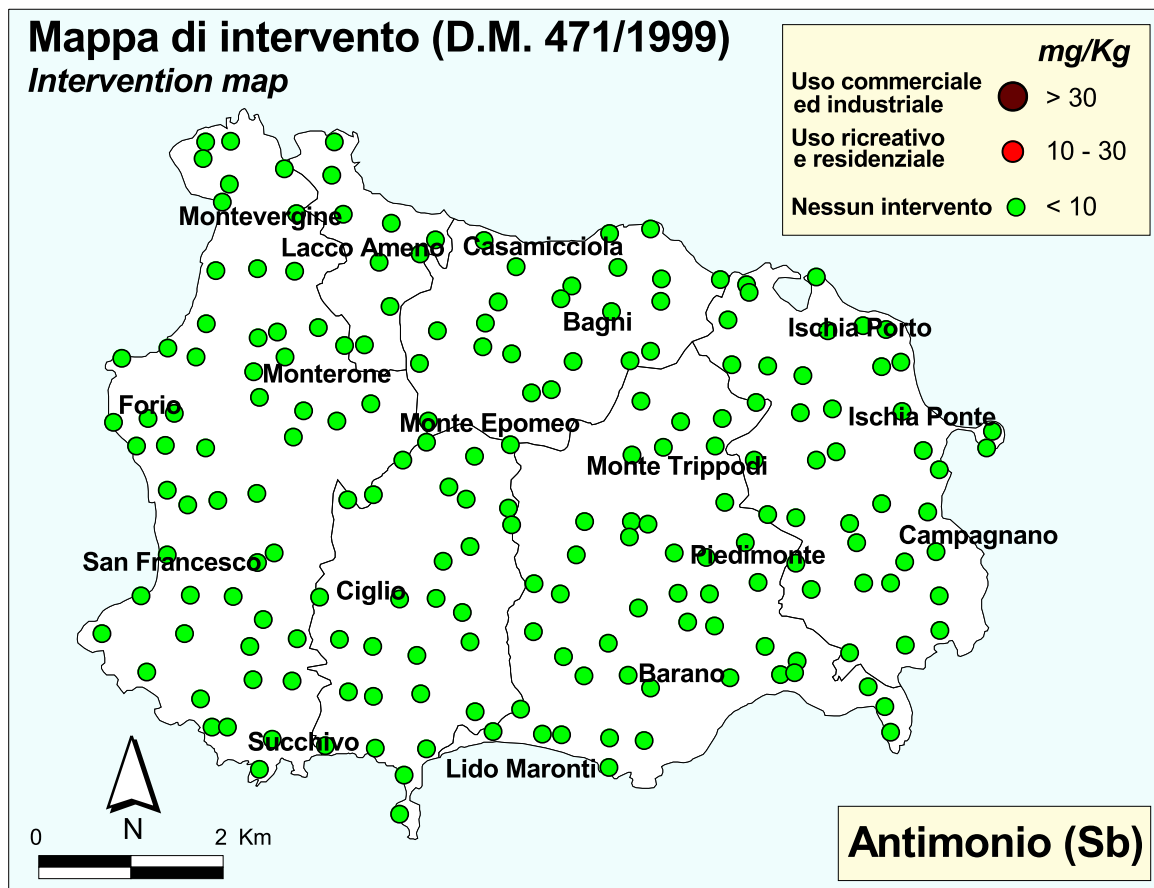 Mappa di intervento (D.M. 471/1999)
Intervention map
mg/Kg
Uso commerciale
ed industriale
> 30
Uso ricreativo
e residenziale
10 - 30
Nessun intervento
< 10
Montevergine
Lacco Ameno
Casamicciola
Bagni
Ischia Porto
Monterone
Forio
Monte Epomeo
Ischia Ponte
Monte Trippodi
Campagnano
San Francesco
Piedimonte
Ciglio
Barano
Succhivo
Lido Maronti
N
0
2 Km
Antimonio (Sb)